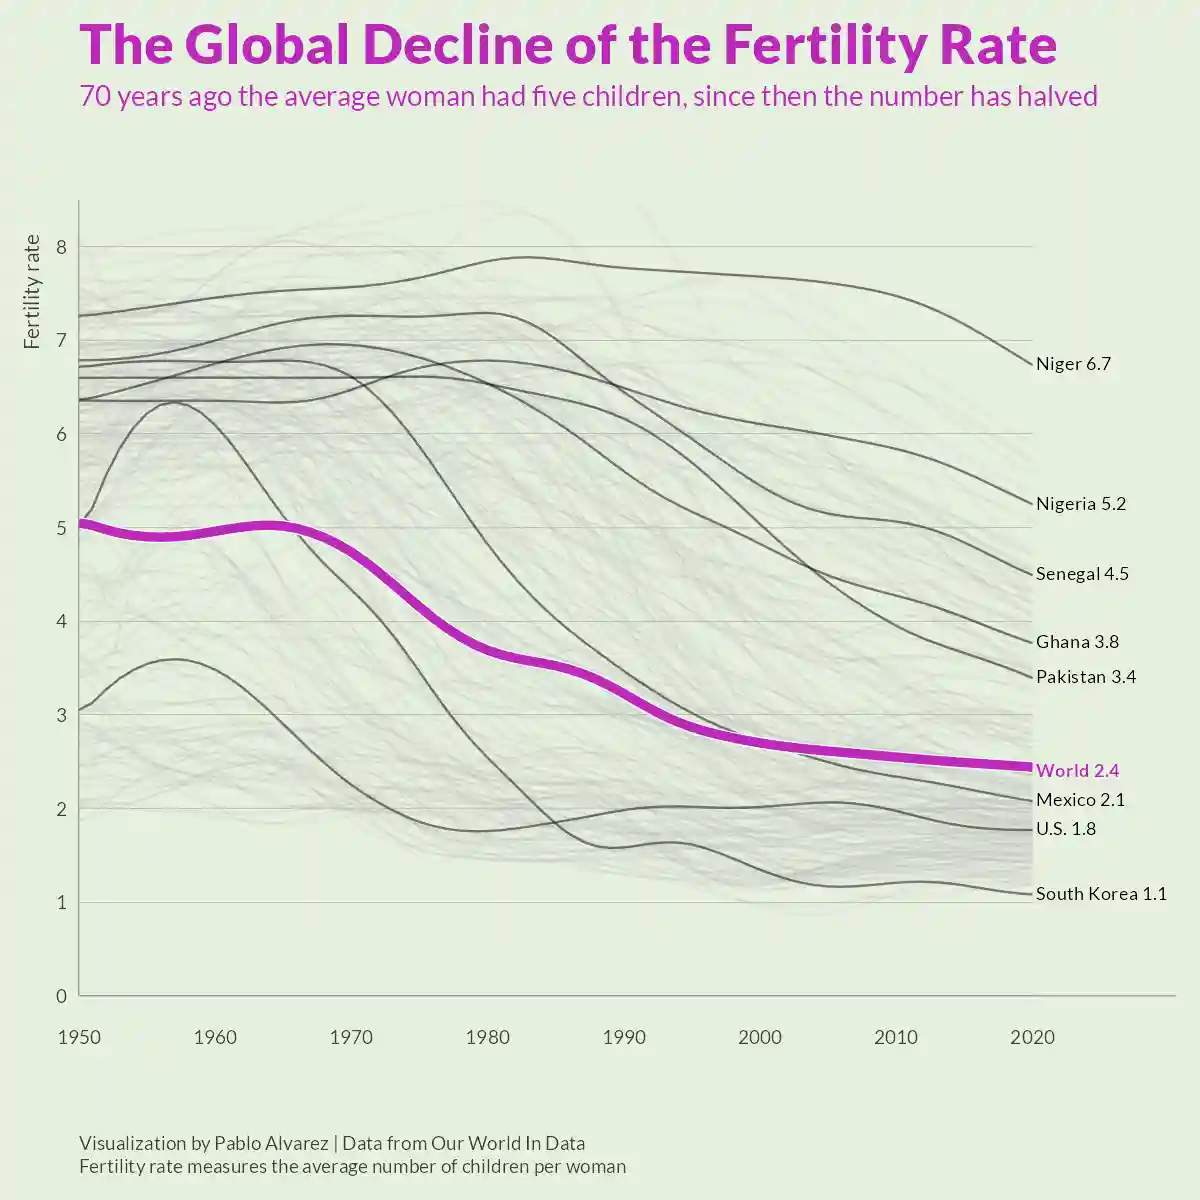 The Global Decline of the Fertility Rate
70 years ago the average woman had five children, since then the number has halved
Fertility rate
8
7
6
5
4
3
2
1
0
Niger 6.7
Nigeria 5.2
Senegal 4.5
Ghana 3.8
Pakistan 3.4
World 2.4
Mexico 2.1
U.S. 1.8
South Korea 1.1
1950 1960 1970 1980 1990 2000 2010 2020
Visualization by Pablo Alvarez | Data from Our World In Data
Fertility rate measures the average number of children per woman